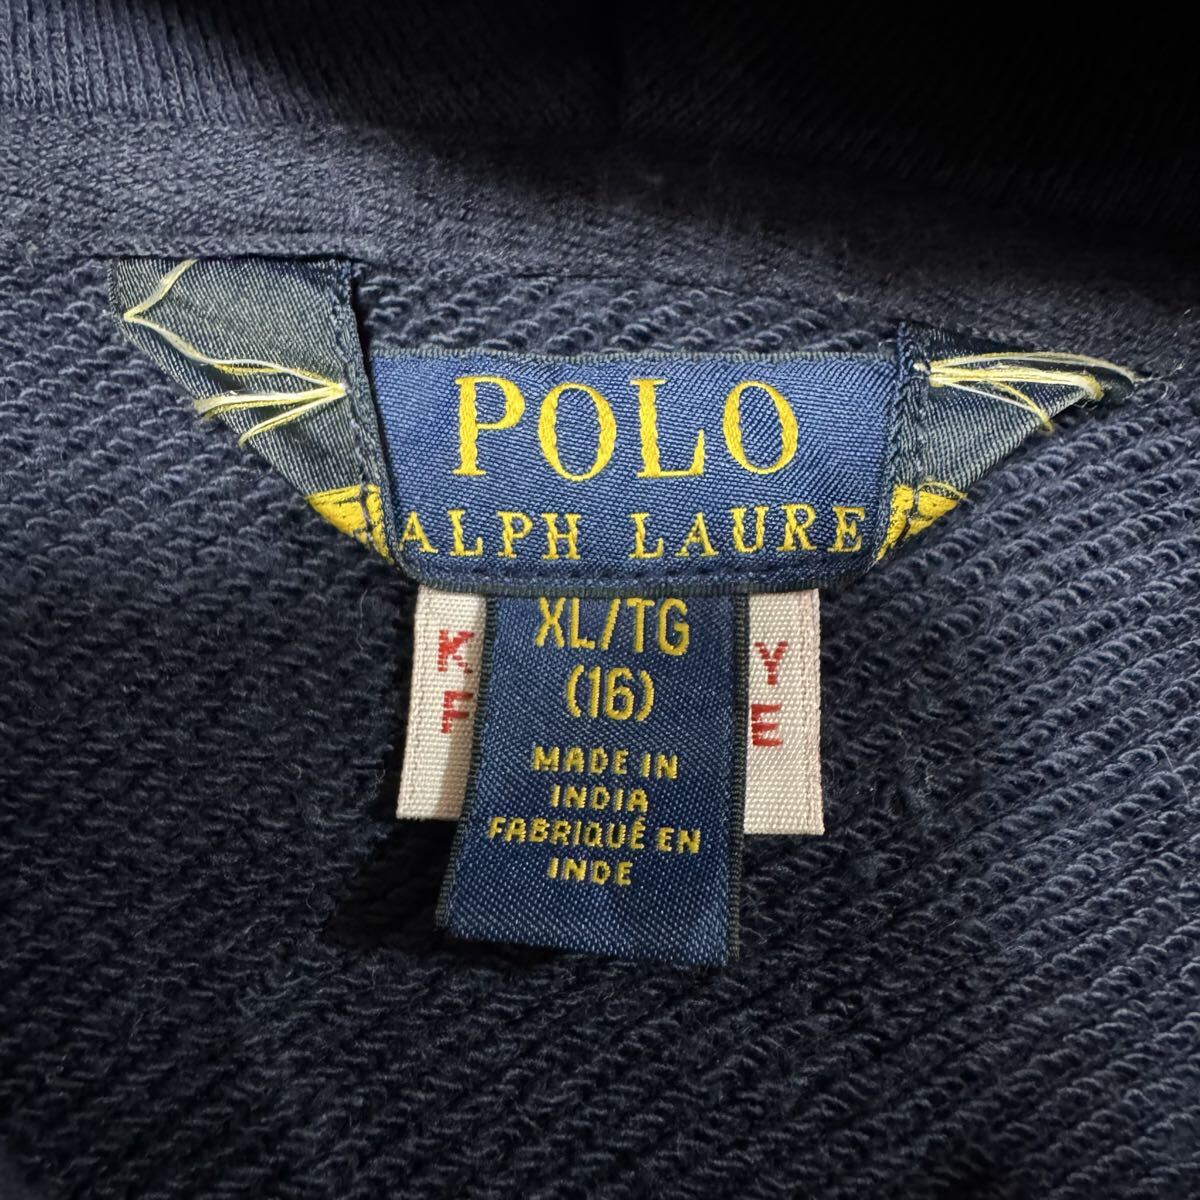 POLO
ALPH LAURE
XL/TG
(16)
K Y
F E
MADE IN
INDIA
FABRIQUÉ EN
INDE